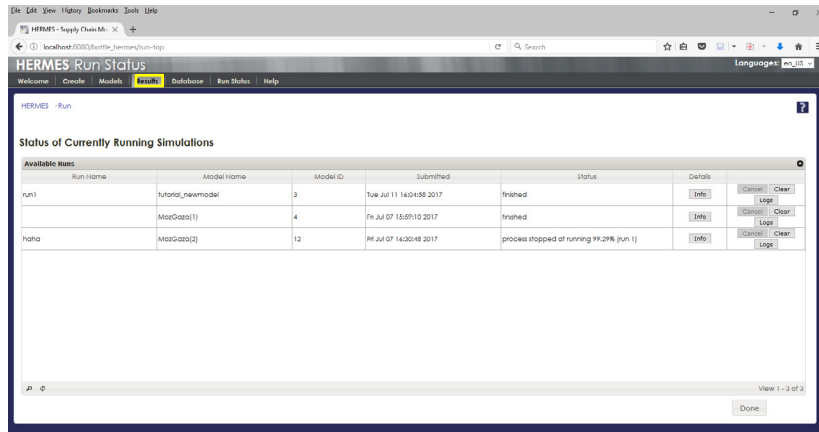 File Edit View History Bookmarks Tools Help
HERMES - Supply Chain Mo
localhost:8080/bottle_hermes/run-top
Search
HERMES Run Status
Languages: en_US
Welcome Create Models Results Database Run Status Help
HERMES Run
?
Status of Currently Running Simulations
Available Runs
Run Name Model Name Model ID Submitted Status Details
run1 tutorial_newmodel 3 Tue Jul 11 16:04:58 2017 finished Info Cancel Clear
Logs
MozGaza(1) 4 Fri Jul 07 15:59:10 2017 finished Info Cancel Clear
Logs
haha MozGaza(2) 12 Fri Jul 07 16:30:48 2017 process stopped at running 99.29% (run 1) Info Cancel Clear
Logs
View 1 - 3 of 3
Done